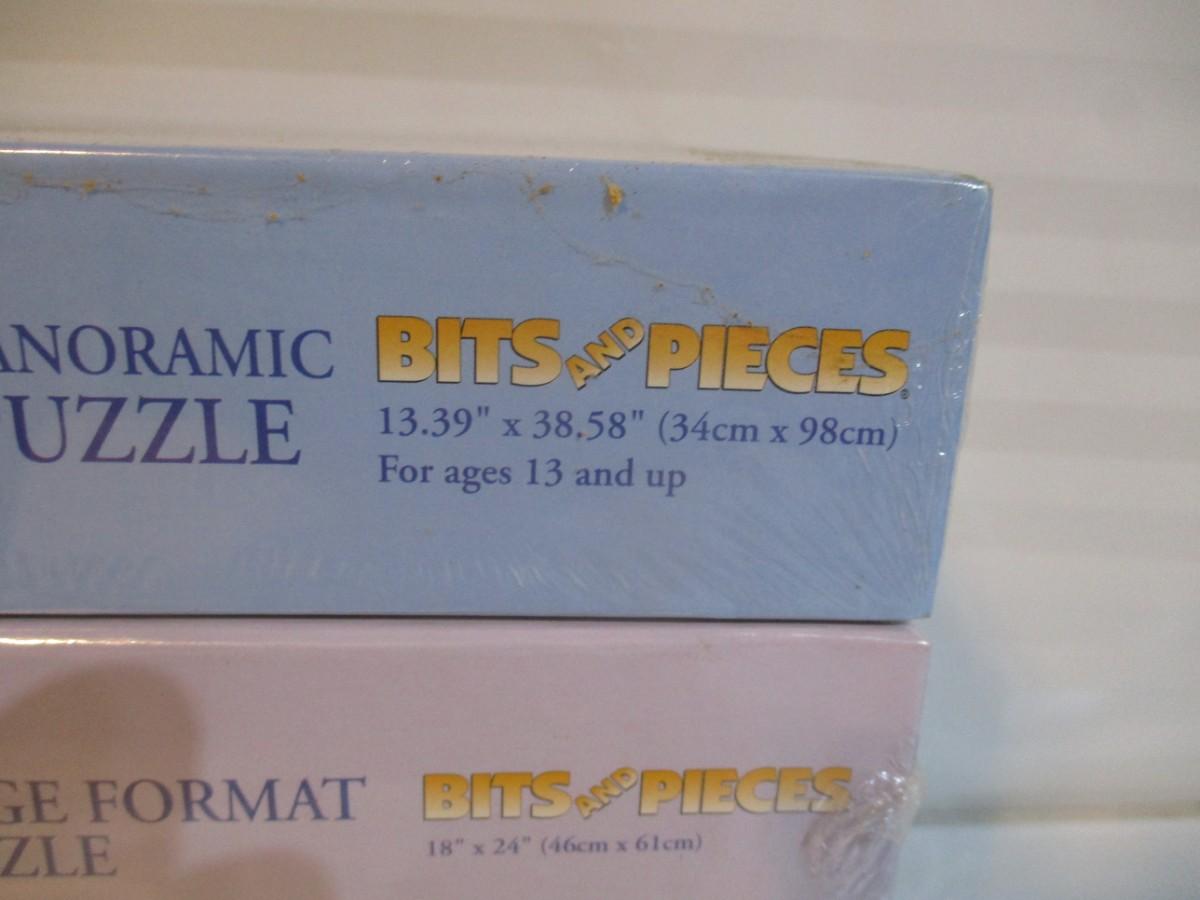 ANORAMIC
UZZLE
BITS AND PIECES®
13.39" x 38.58" (34cm x 98cm)
For ages 13 and up
GE FORMAT
ZLE
BITS AND PIECES
18" x 24" (46cm x 61cm)